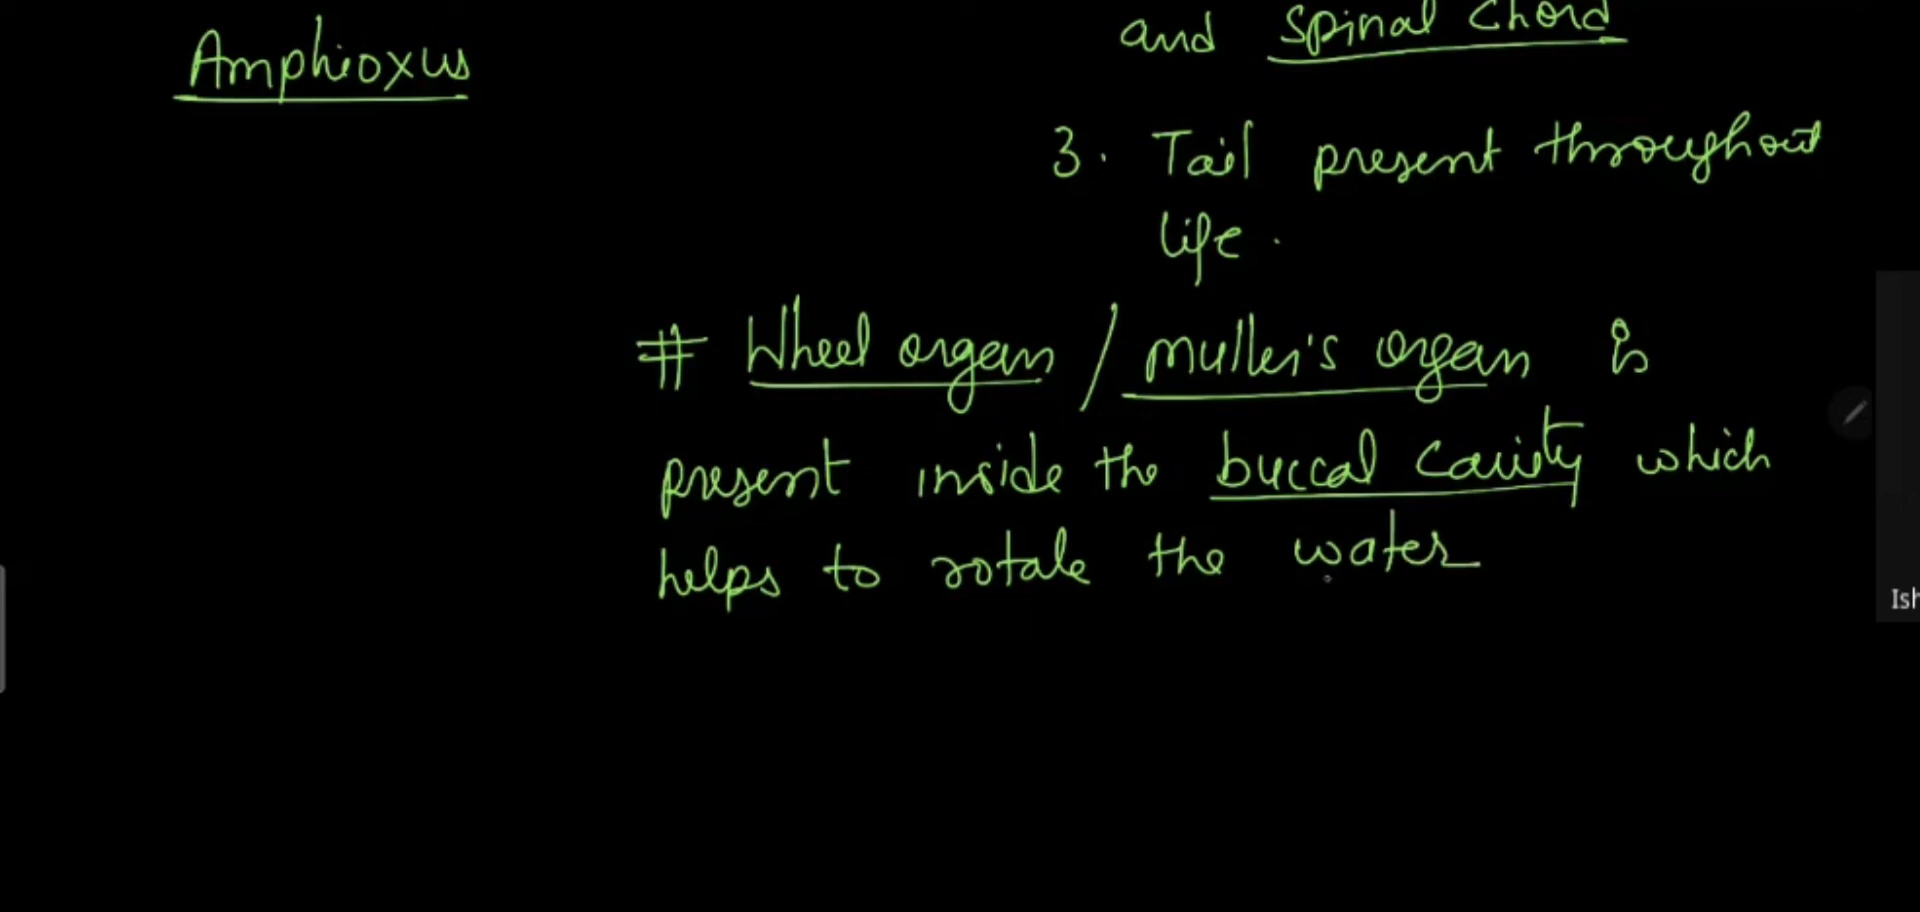 Amphioxus
and Spinal Chord
3. Tail present throughout
life.
# Wheel organ / muller's organ is
present inside the buccal cavity which
helps to rotate the water
Ish